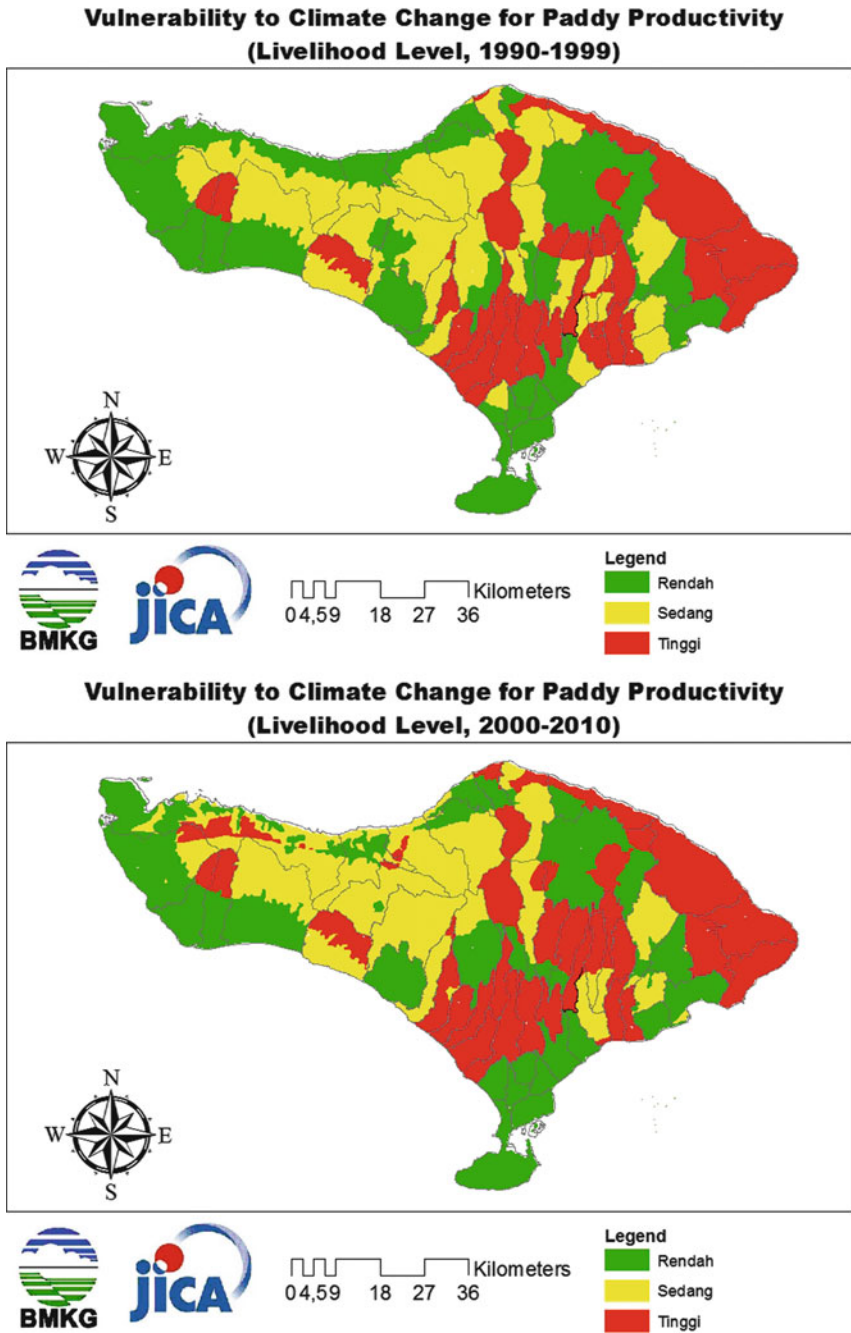 Vulnerability to Climate Change for Paddy Productivity
(Livelihood Level, 1990-1999)
N
W E
S
BMKG
JICA
Kilometers
0 4,5 9 18 27 36
Legend
Rendah
Sedang
Tinggi
Vulnerability to Climate Change for Paddy Productivity
(Livelihood Level, 2000-2010)
N
W E
S
BMKG
JICA
Kilometers
0 4,5 9 18 27 36
Legend
Rendah
Sedang
Tinggi